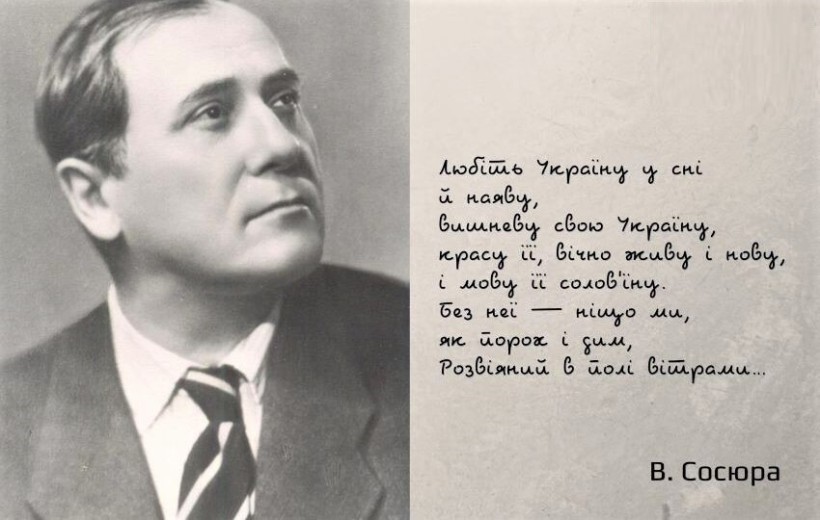 Любіть Україну у сні
й наяву,
вишневу свою Україну,
красу її, вічно живу і нову,
і мову її солов'їну.
Без неї — ніщо ми,
як порох і дим,
Розвіяний в полі вітрами...
В. Сосюра